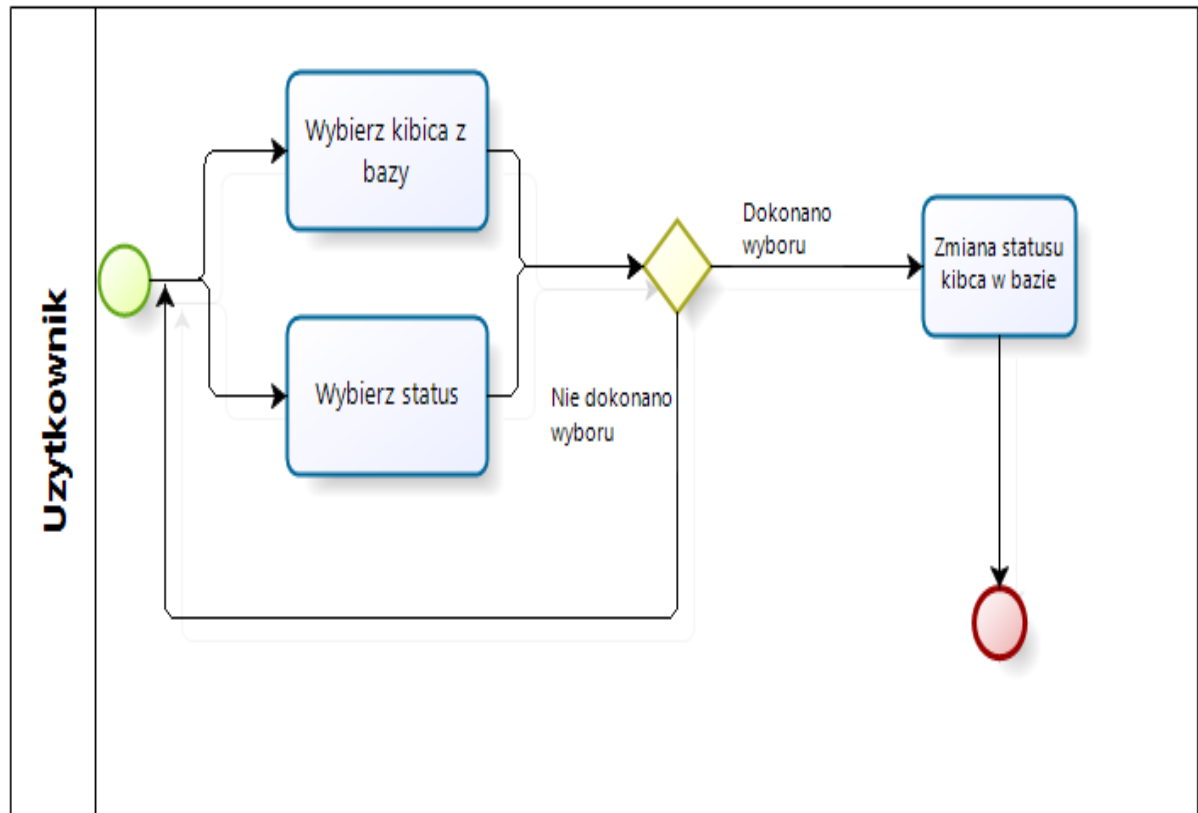 Uzytkownik
Wybierz kibica z
bazy
Wybierz status
Nie dokonano
wyboru
Dokonano
wyboru
Zmiana statusu
kibca w bazie